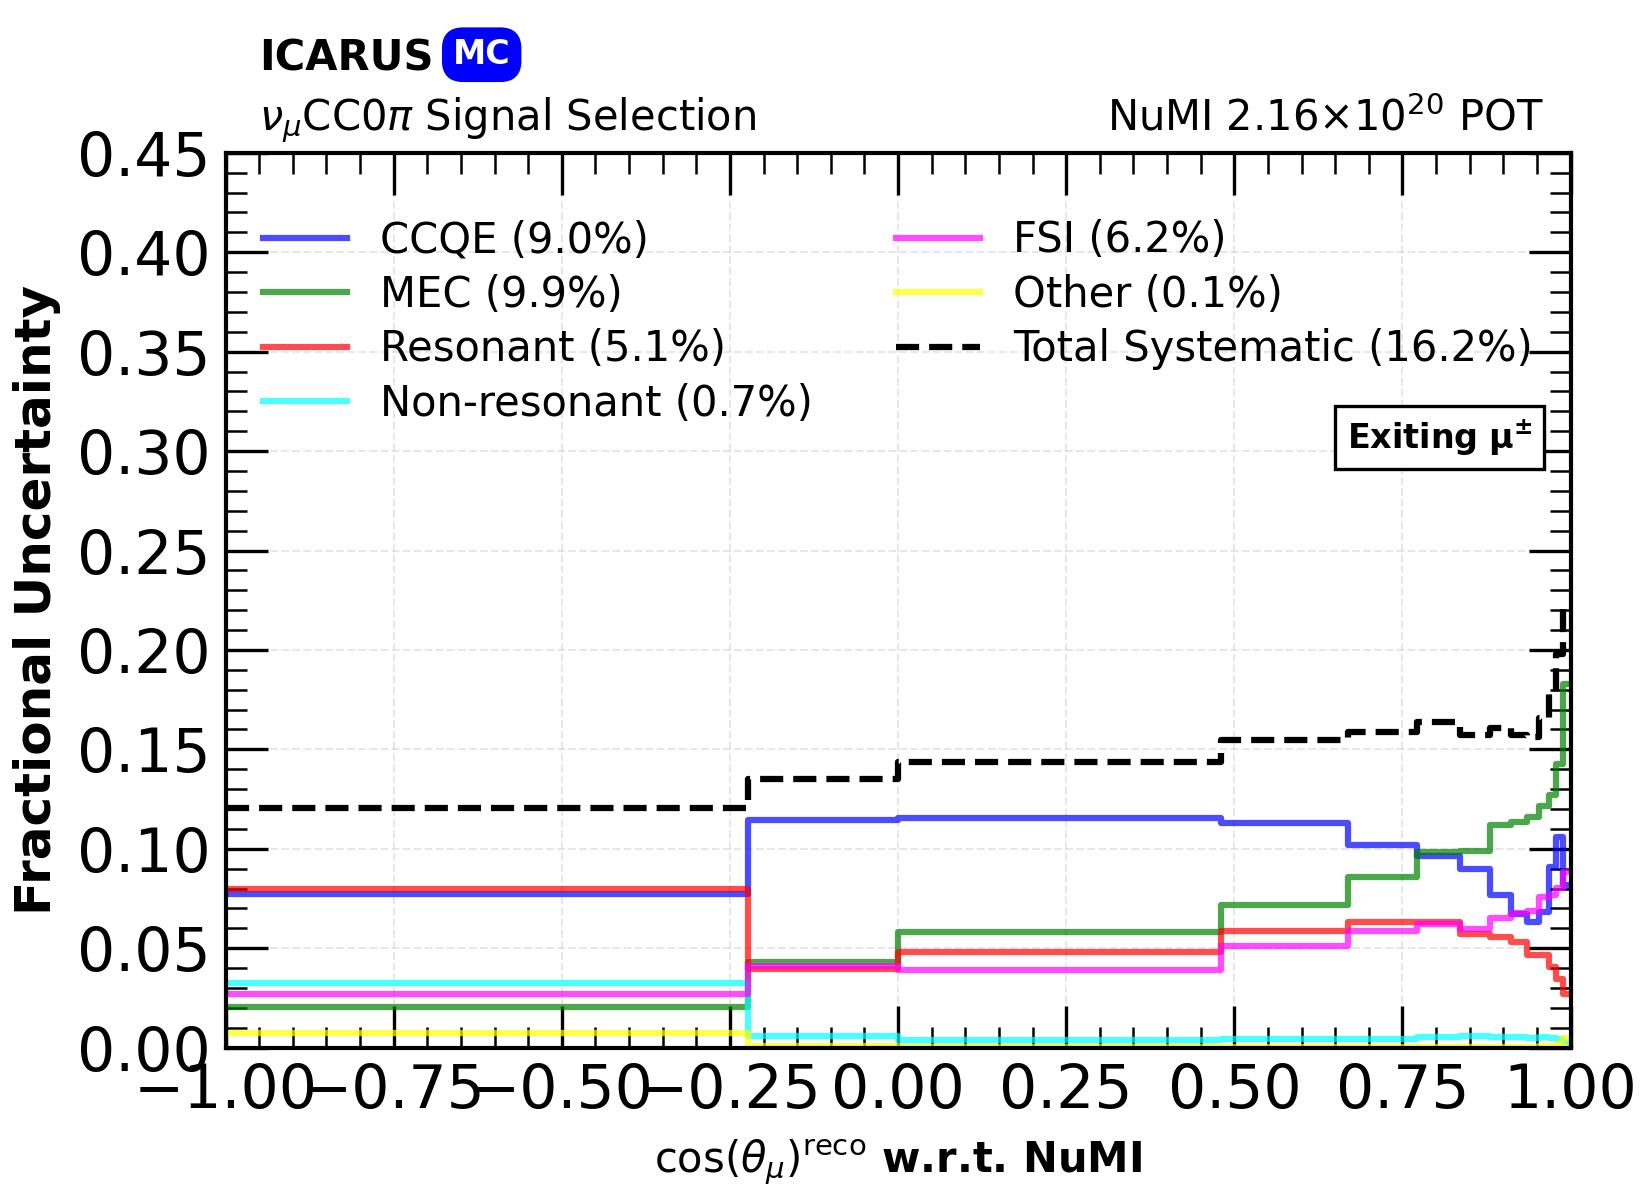 ICARUS MC
νμCC0π Signal Selection NuMI 2.16×10²⁰ POT
0.45
0.40
0.35
0.30
0.25
0.20
0.15
0.10
0.05
0.00
Fractional Uncertainty
CCQE (9.0%)
MEC (9.9%)
Resonant (5.1%)
Non-resonant (0.7%)
FSI (6.2%)
Other (0.1%)
Total Systematic (16.2%)
Exiting μ±
−1.00 −0.75 −0.50 −0.25 0.00 0.25 0.50 0.75 1.00
cos(θμ)reco w.r.t. NuMI